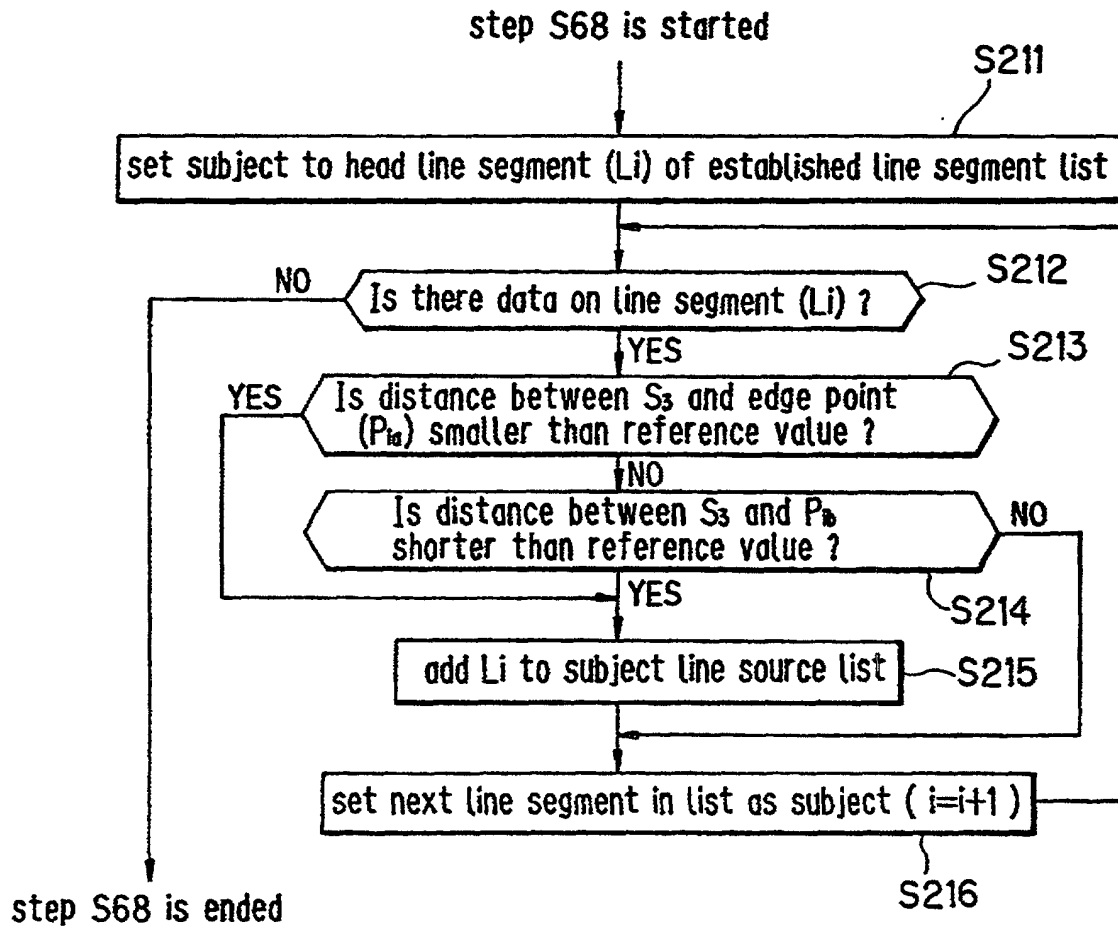 step S68 is started
S211
set subject to head line segment (Li) of established line segment list
S212
NO
Is there data on line segment (Li) ?
YES
S213
YES
Is distance between S3 and edge point
(Pia) smaller than reference value ?
NO
Is distance between S3 and Pib
shorter than reference value ?
NO
YES
S214
add Li to subject line source list
S215
set next line segment in list as subject ( i=i+1 )
S216
step S68 is ended